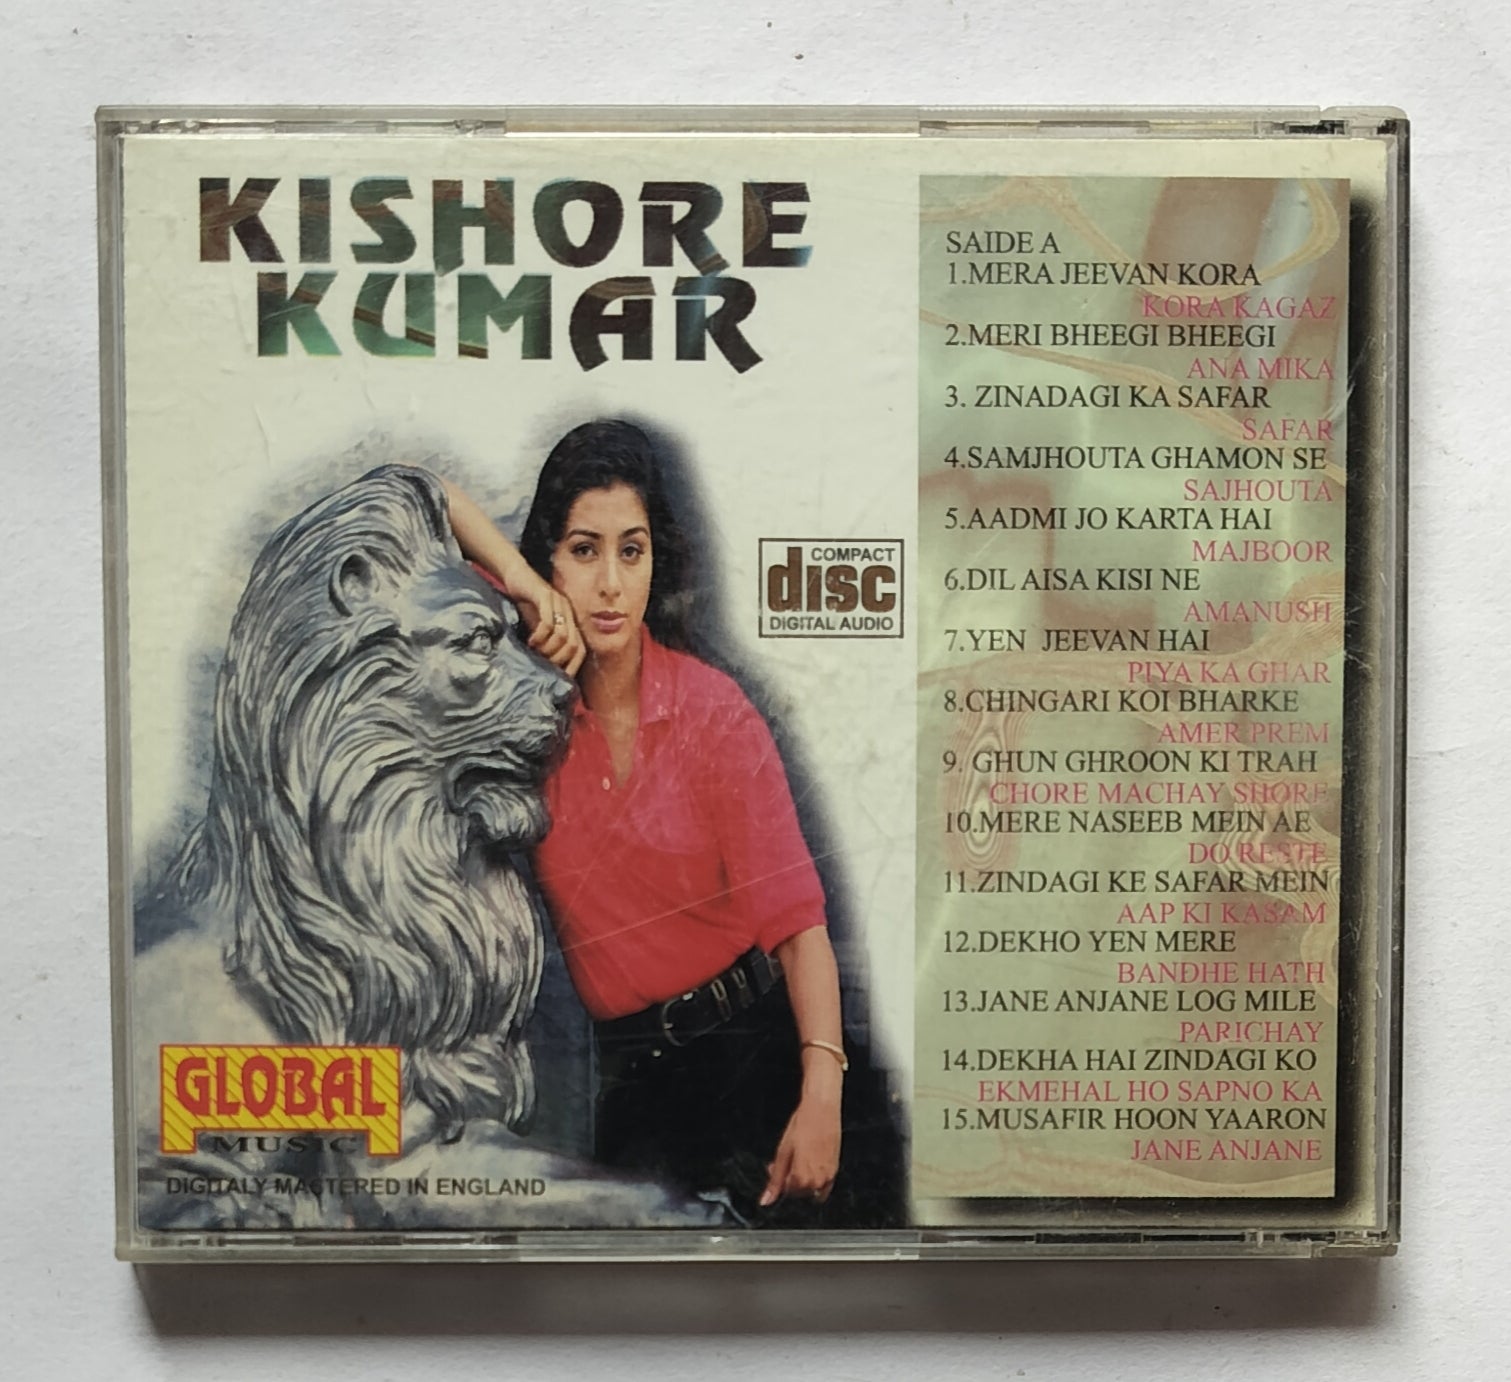 KISHORE
KUMAR
COMPACT
disc
DIGITAL AUDIO
GLOBAL
MUSIC
DIGITALY MASTERED IN ENGLAND
SAIDE A
1.MERA JEEVAN KORA
KORA KAGAZ
2.MERI BHEEGI BHEEGI
ANA MIKA
3. ZINADAGI KA SAFAR
SAFAR
4.SAMJHOUTA GHAMON SE
SAJHOUTA
5.AADMI JO KARTA HAI
MAJBOOR
6.DIL AISA KISI NE
AMANUSH
7.YEN JEEVAN HAI
PIYA KA GHAR
8.CHINGARI KOI BHARKE
AMER PREM
9. GHUN GHROON KI TRAH
CHORE MACHAY SHORE
10.MERE NASEEB MEIN AE
DO RESTE
11.ZINDAGI KE SAFAR MEIN
AAP KI KASAM
12.DEKHO YEN MERE
BANDHE HATH
13.JANE ANJANE LOG MILE
PARICHAY
14.DEKHA HAI ZINDAGI KO
EKMEHAL HO SAPNO KA
15.MUSAFIR HOON YAARON
JANE ANJANE